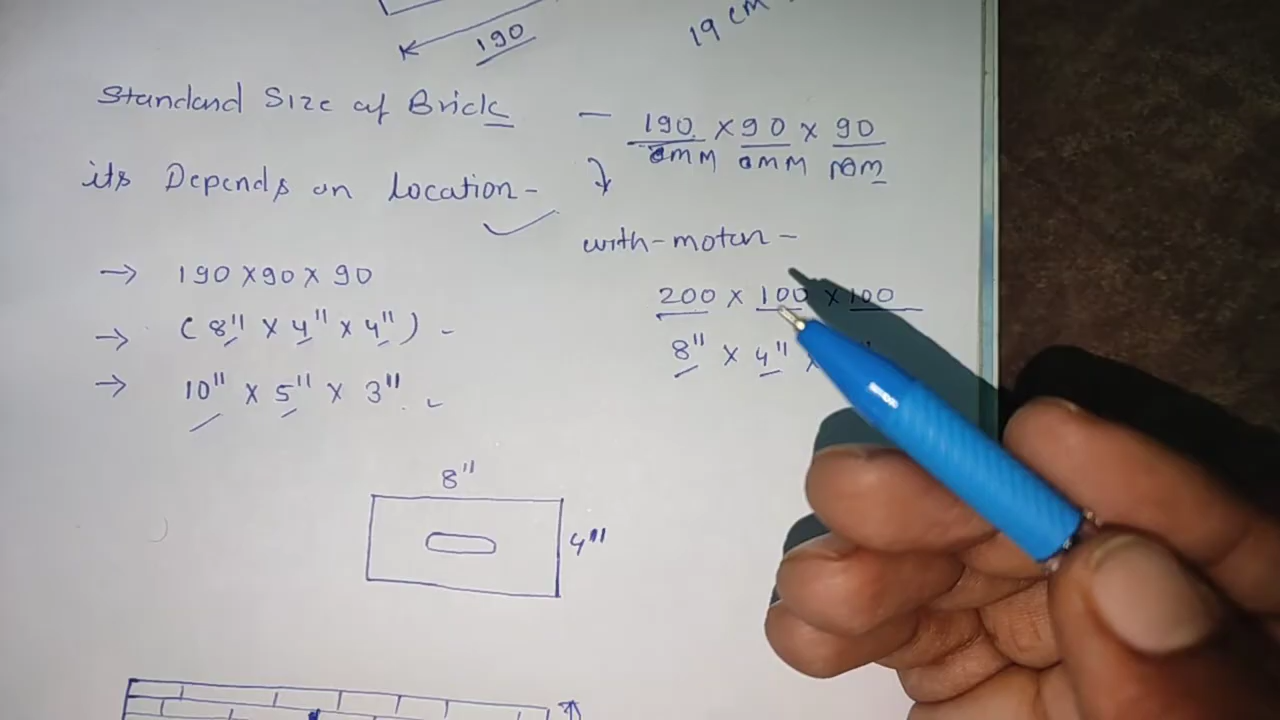 190
19 cm
Standard Size of Brick - 190 x 90 x 90
mm mm mm
its Depends on location -
with-motar -
→ 190 x 90 x 90
200 x 100 x 100
→ (8" x 4" x 4") -
8" x 4" x
→ 10" x 5" x 3"
8"
4"